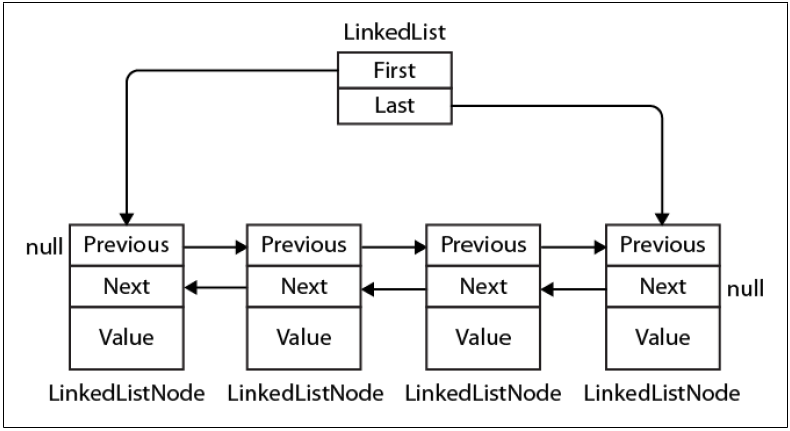 LinkedList
First
Last
null Previous Previous Previous Previous
Next Next Next Next null
Value Value Value Value
LinkedListNode LinkedListNode LinkedListNode LinkedListNode